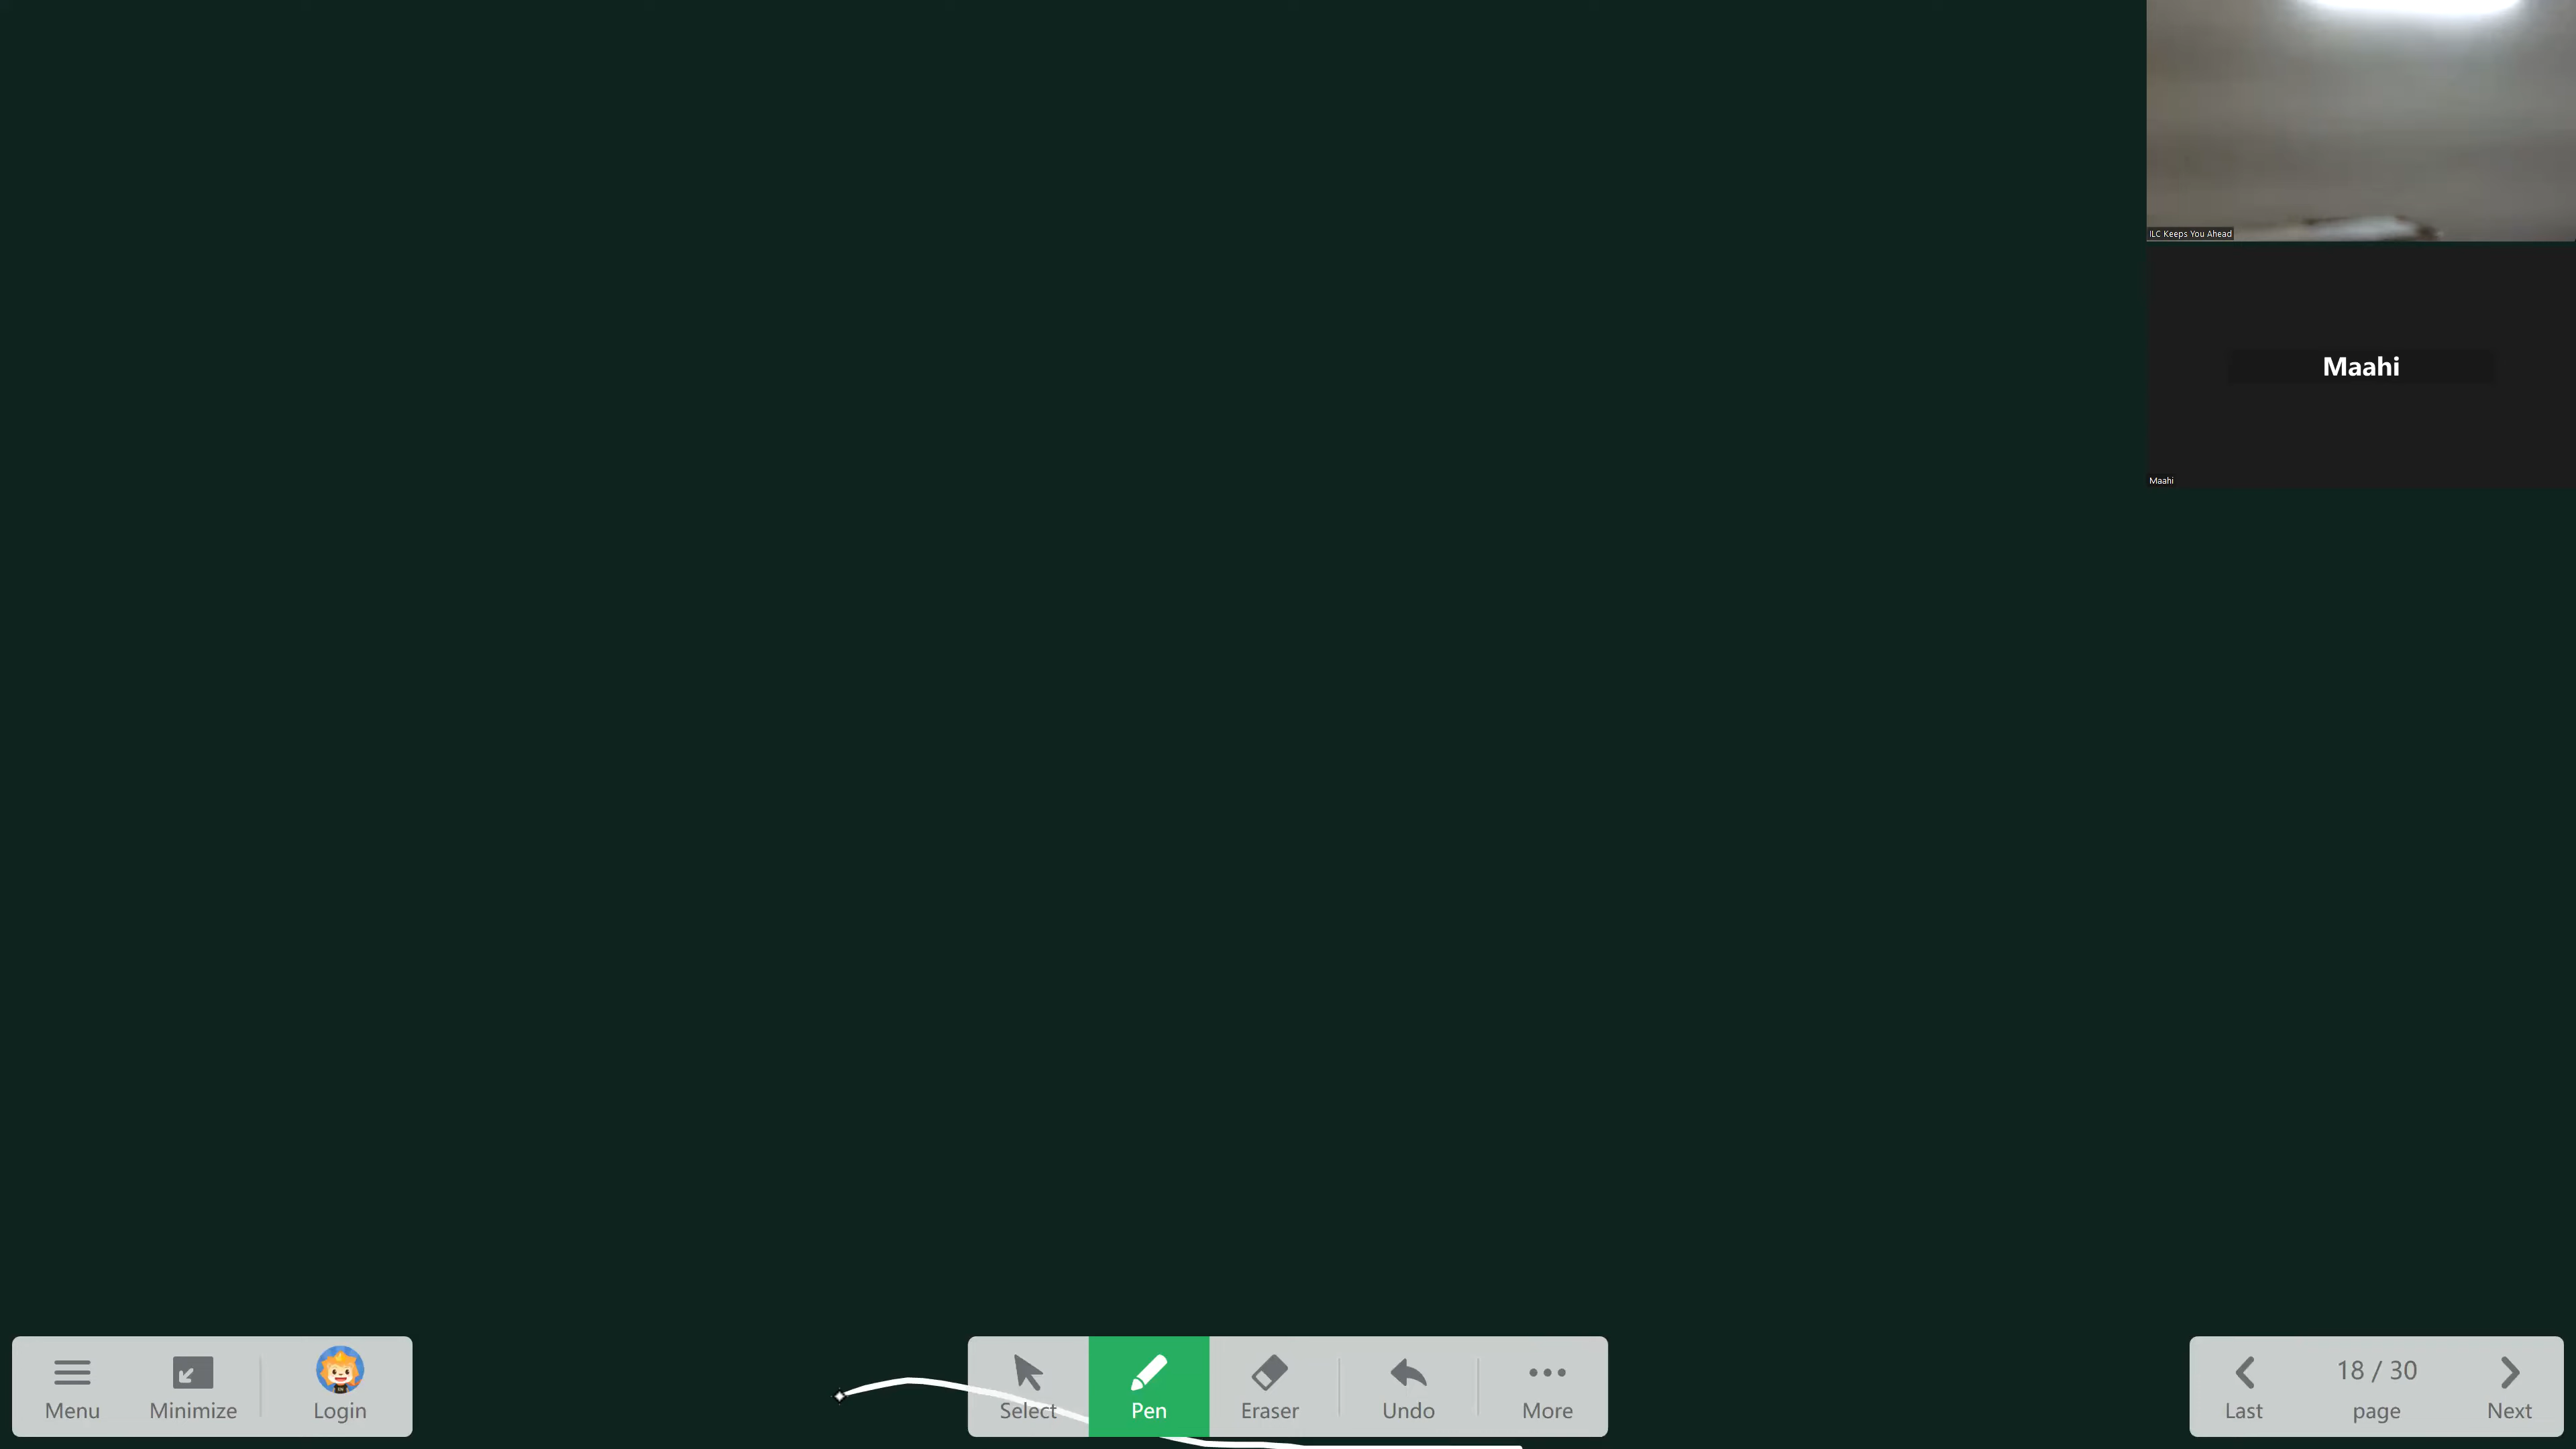 ILC Keeps You Ahead
Maahi
Maahi
Menu
Minimize
Login
Select
Pen
Eraser
Undo
More
Last
18 / 30
page
Next